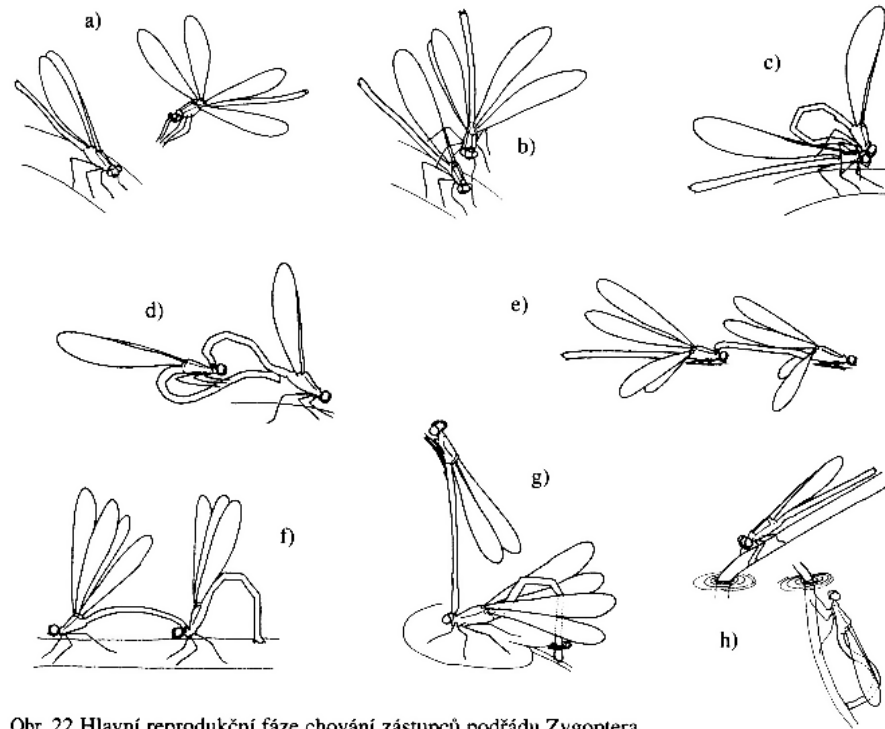 a)
b)
c)
d)
e)
f)
g)
h)
Obr. 22 Hlavní reprodukční fáze chování zástupců podřádu Zygoptera